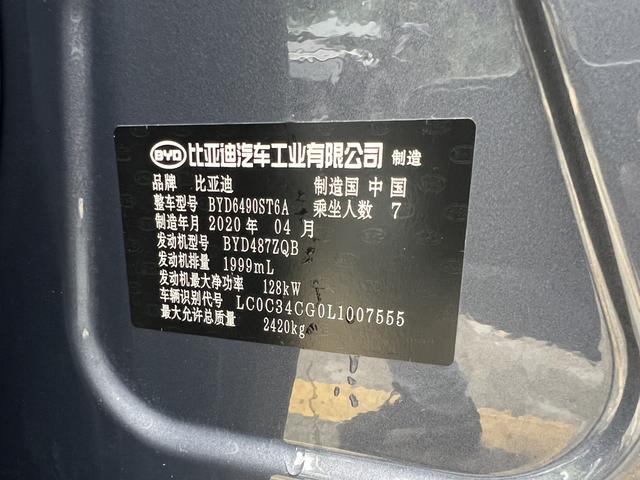 BYD 比亚迪汽车工业有限公司 制造
品牌 比亚迪 制造国 中国
整车型号 BYD6490ST6A 乘坐人数 7
制造年月 2020 年 04 月
发动机型号 BYD487ZQB
发动机排量 1999mL
发动机最大净功率 128kW
车辆识别代号 LC0C34CG0L1007555
最大允许总质量 2420kg